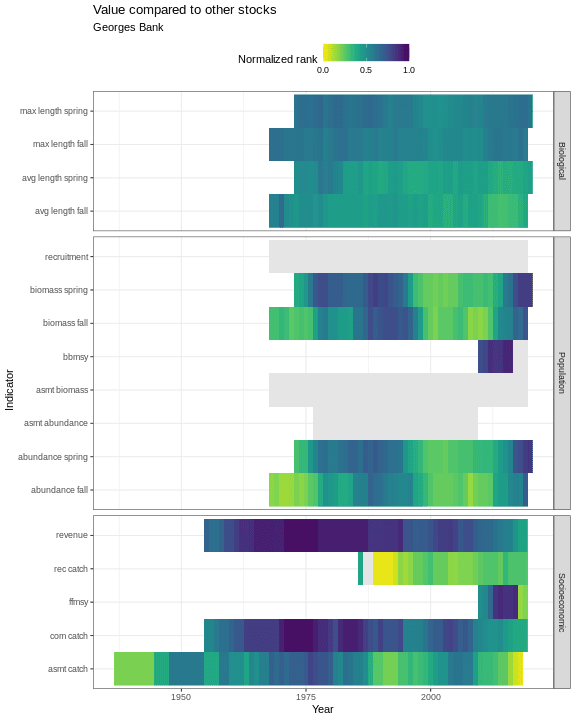 Value compared to other stocks
Georges Bank
Normalized rank
0.0 0.5 1.0
max length spring
max length fall
avg length spring
avg length fall
Biological
recruitment
biomass spring
biomass fall
bbmsy
asmt biomass
asmt abundance
abundance spring
abundance fall
Population
revenue
rec catch
ffmsy
com catch
asmt catch
Socioeconomic
Indicator
1950 1975 2000
Year